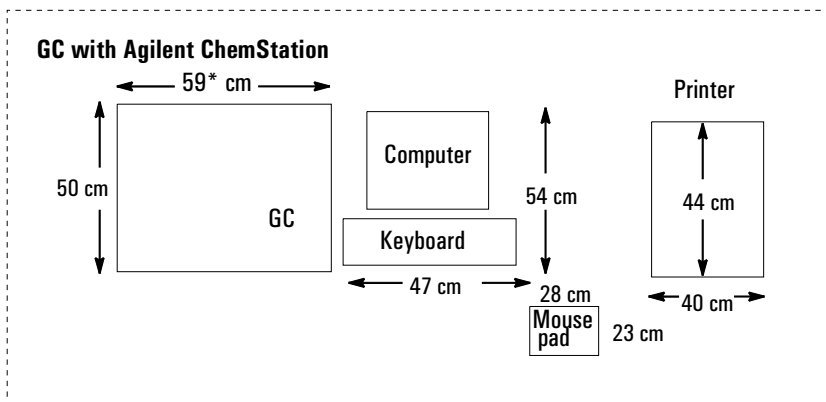 GC with Agilent ChemStation
59* cm
Printer
Computer
50 cm
54 cm
44 cm
GC
Keyboard
47 cm
28 cm
40 cm
Mouse
pad
23 cm